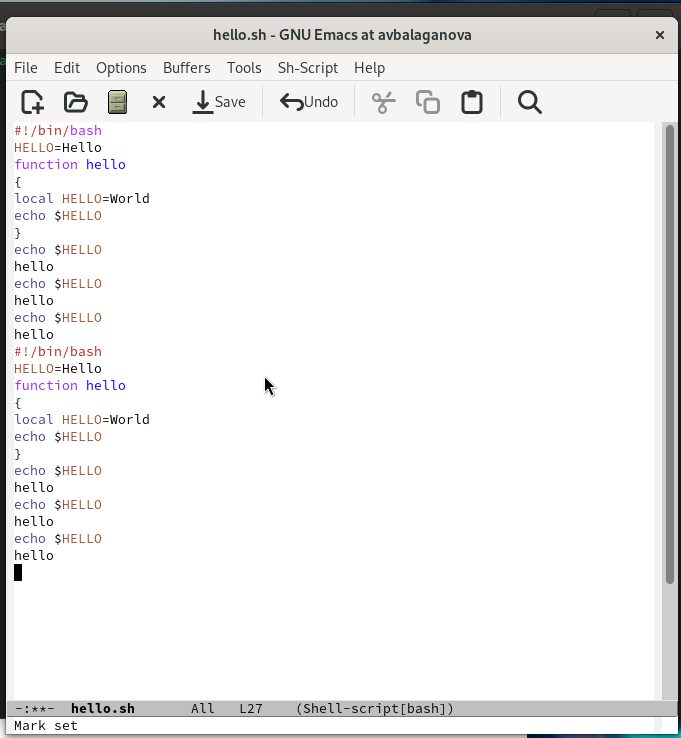 hello.sh - GNU Emacs at avbalaganova
File Edit Options Buffers Tools Sh-Script Help
Save Undo
#!/bin/bash
HELLO=Hello
function hello
{
local HELLO=World
echo $HELLO
}
echo $HELLO
hello
echo $HELLO
hello
echo $HELLO
hello
#!/bin/bash
HELLO=Hello
function hello
{
local HELLO=World
echo $HELLO
}
echo $HELLO
hello
echo $HELLO
hello
echo $HELLO
hello
-:**- hello.sh All L27 (Shell-script[bash])
Mark set